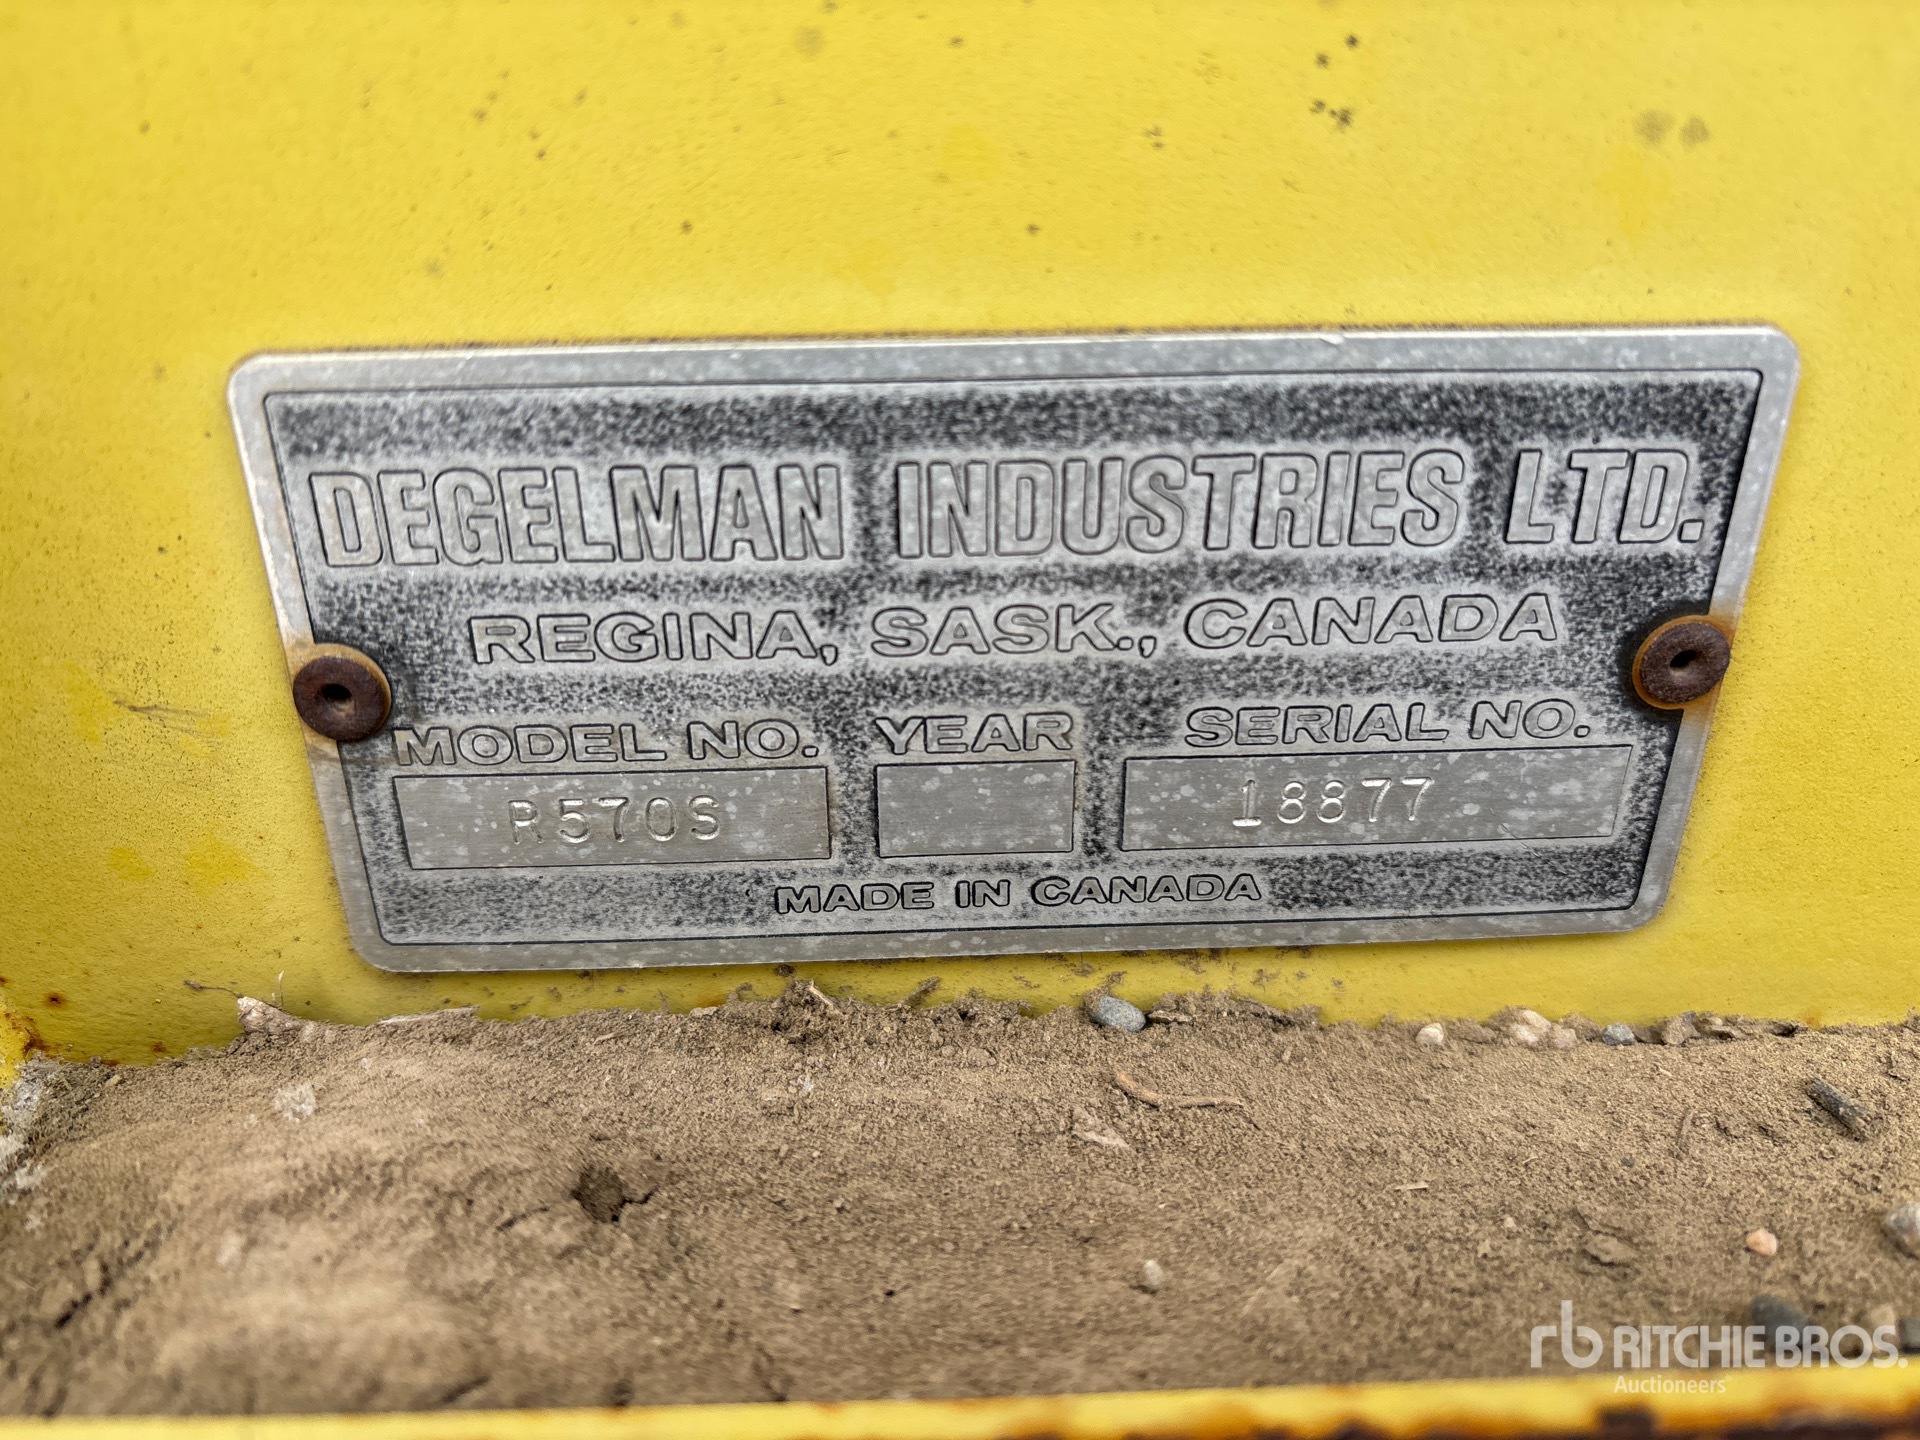 DEGELMAN INDUSTRIES LTD.
REGINA, SASK., CANADA
MODEL NO. YEAR SERIAL NO.
R570S 18877
MADE IN CANADA
rb RITCHIE BROS.
Auctioneers